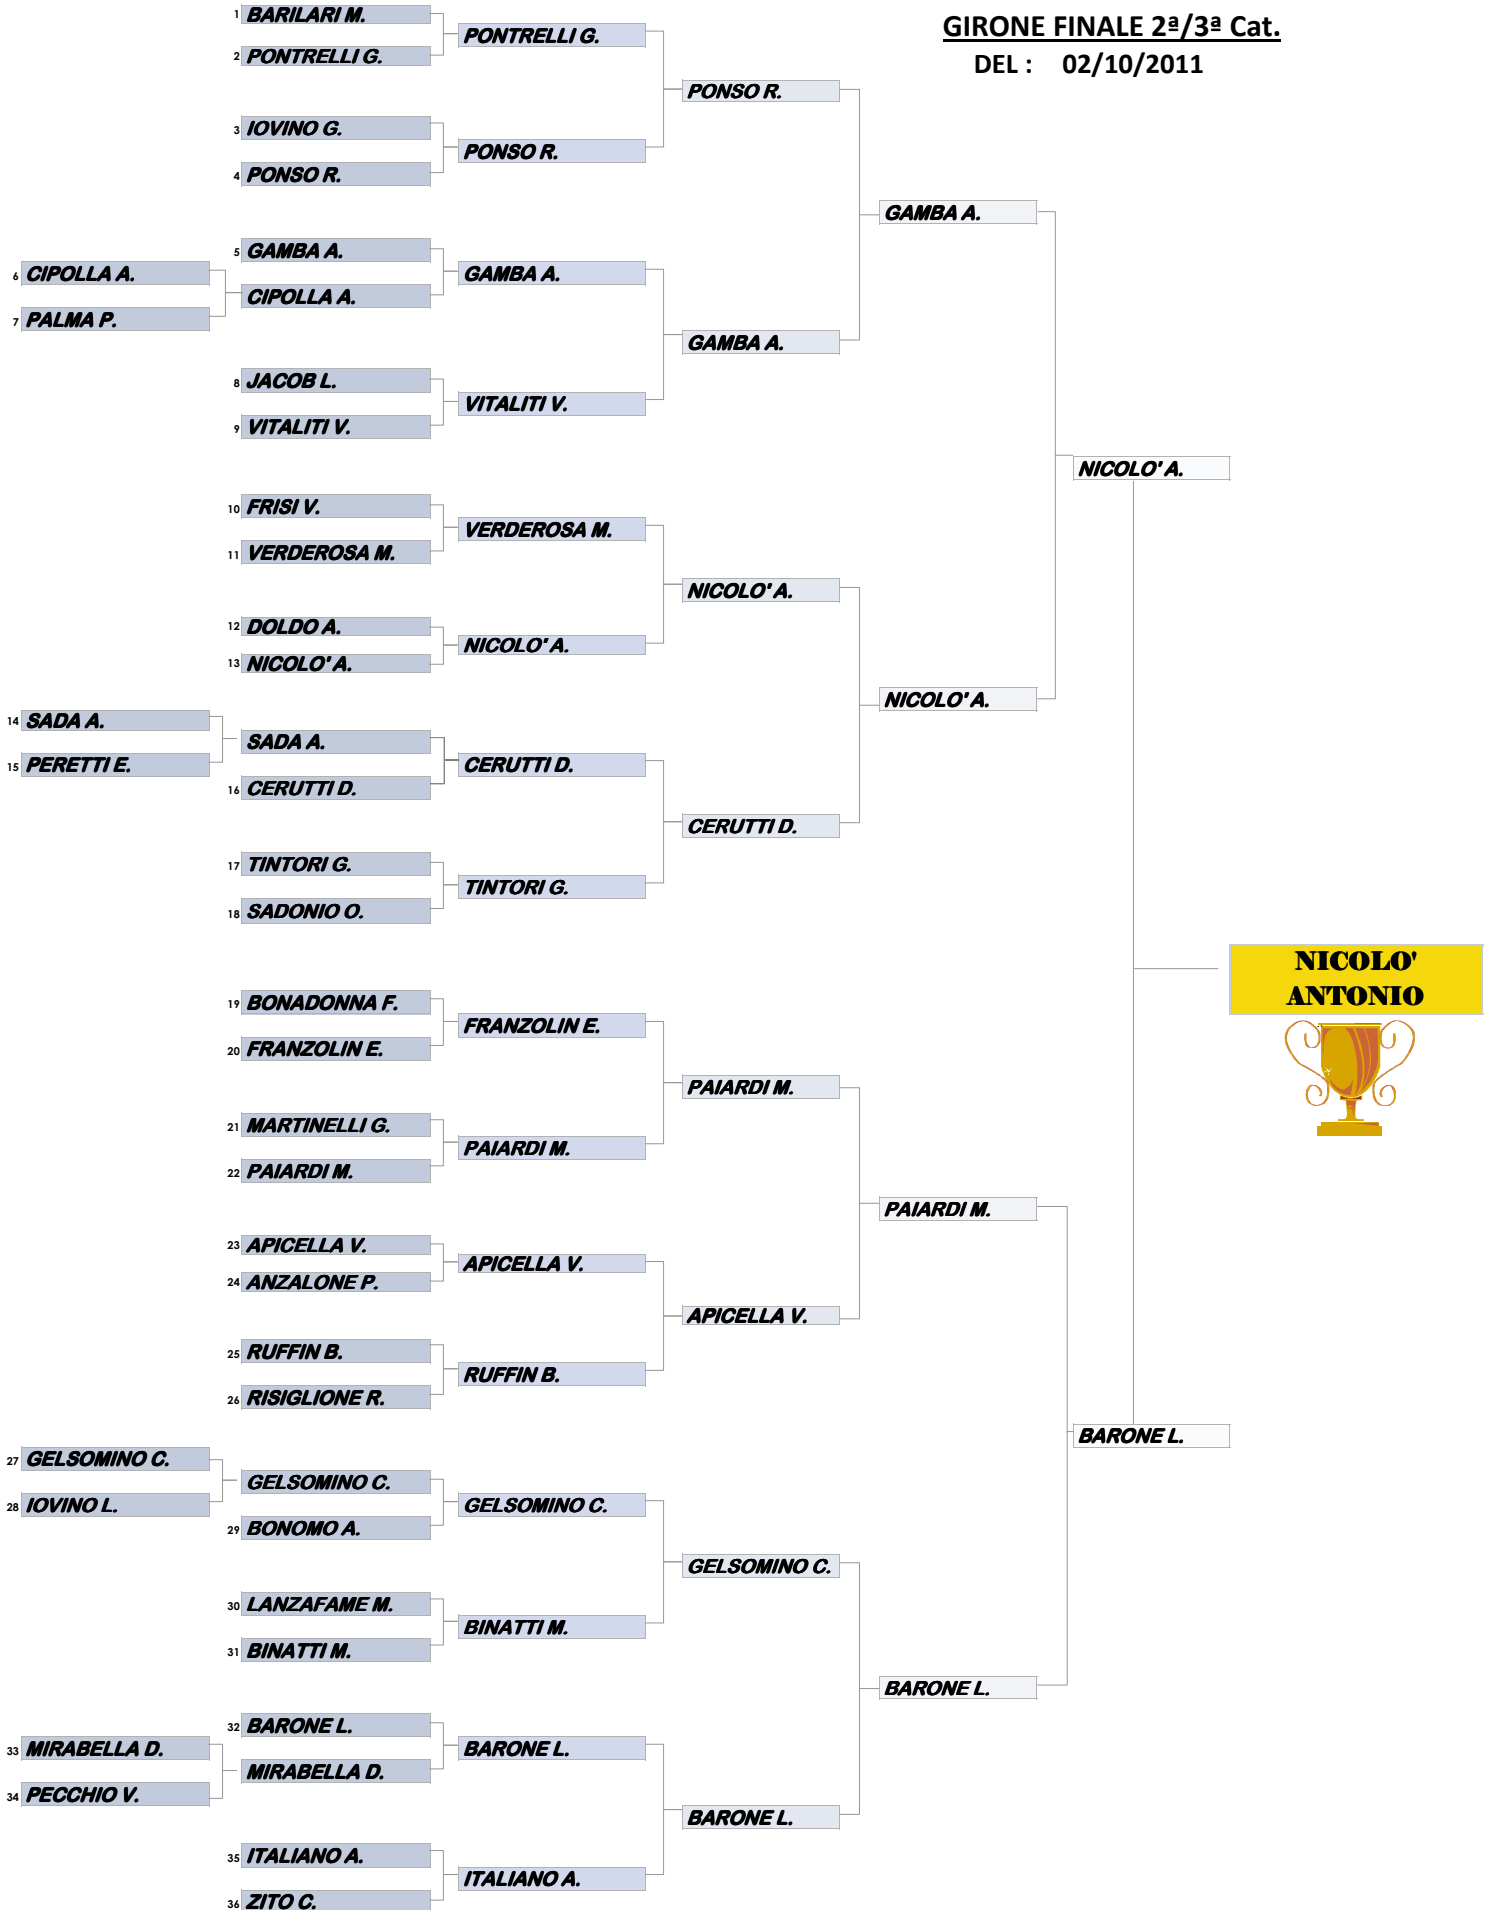 GIRONE FINALE 2ª/3ª Cat.
DEL : 02/10/2011
1 BARILARI M.
PONTRELLI G.
2 PONTRELLI G.
PONSO R.
3 IOVINO G.
PONSO R.
4 PONSO R.
GAMBA A.
5 GAMBA A.
6 CIPOLLA A.
GAMBA A.
CIPOLLA A.
7 PALMA P.
GAMBA A.
8 JACOB L.
VITALITI V.
9 VITALITI V.
NICOLO' A.
10 FRISI V.
VERDEROSA M.
11 VERDEROSA M.
NICOLO' A.
12 DOLDO A.
NICOLO' A.
13 NICOLO' A.
NICOLO' A.
14 SADA A.
SADA A.
15 PERETTI E.
CERUTTI D.
16 CERUTTI D.
CERUTTI D.
17 TINTORI G.
TINTORI G.
18 SADONIO O.
NICOLO'
ANTONIO
19 BONADONNA F.
FRANZOLIN E.
20 FRANZOLIN E.
PAIARDI M.
21 MARTINELLI G.
PAIARDI M.
22 PAIARDI M.
PAIARDI M.
23 APICELLA V.
APICELLA V.
24 ANZALONE P.
APICELLA V.
25 RUFFIN B.
RUFFIN B.
26 RISIGLIONE R.
BARONE L.
27 GELSOMINO C.
GELSOMINO C.
28 IOVINO L.
GELSOMINO C.
29 BONOMO A.
GELSOMINO C.
30 LANZAFAME M.
BINATTI M.
31 BINATTI M.
BARONE L.
32 BARONE L.
33 MIRABELLA D.
BARONE L.
MIRABELLA D.
34 PECCHIO V.
BARONE L.
35 ITALIANO A.
ITALIANO A.
36 ZITO C.